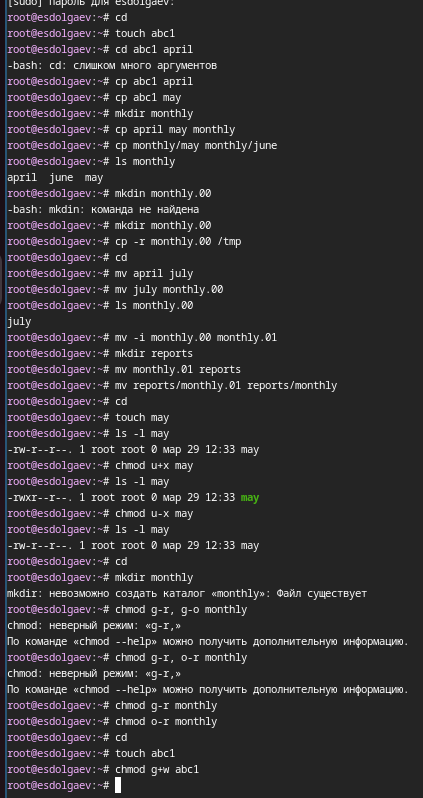 [sudo] пароль для esdolgaev:
root@esdolgaev:~# cd
root@esdolgaev:~# touch abc1
root@esdolgaev:~# cd abc1 april
-bash: cd: слишком много аргументов
root@esdolgaev:~# cp abc1 april
root@esdolgaev:~# cp abc1 may
root@esdolgaev:~# mkdir monthly
root@esdolgaev:~# cp april may monthly
root@esdolgaev:~# cp monthly/may monthly/june
root@esdolgaev:~# ls monthly
april  june  may
root@esdolgaev:~# mkdin monthly.00
-bash: mkdin: команда не найдена
root@esdolgaev:~# mkdir monthly.00
root@esdolgaev:~# cp -r monthly.00 /tmp
root@esdolgaev:~# cd
root@esdolgaev:~# mv april july
root@esdolgaev:~# mv july monthly.00
root@esdolgaev:~# ls monthly.00
july
root@esdolgaev:~# mv -i monthly.00 monthly.01
root@esdolgaev:~# mkdir reports
root@esdolgaev:~# mv monthly.01 reports
root@esdolgaev:~# mv reports/monthly.01 reports/monthly
root@esdolgaev:~# cd
root@esdolgaev:~# touch may
root@esdolgaev:~# ls -l may
-rw-r--r--. 1 root root 0 мар 29 12:33 may
root@esdolgaev:~# chmod u+x may
root@esdolgaev:~# ls -l may
-rwxr--r--. 1 root root 0 мар 29 12:33 may
root@esdolgaev:~# chmod u-x may
root@esdolgaev:~# ls -l may
-rw-r--r--. 1 root root 0 мар 29 12:33 may
root@esdolgaev:~# cd
root@esdolgaev:~# mkdir monthly
mkdir: невозможно создать каталог «monthly»: Файл существует
root@esdolgaev:~# chmod g-r, g-o monthly
chmod: неверный режим: «g-r,»
По команде «chmod --help» можно получить дополнительную информацию.
root@esdolgaev:~# chmod g-r, o-r monthly
chmod: неверный режим: «g-r,»
По команде «chmod --help» можно получить дополнительную информацию.
root@esdolgaev:~# chmod g-r monthly
root@esdolgaev:~# chmod o-r monthly
root@esdolgaev:~# cd
root@esdolgaev:~# touch abc1
root@esdolgaev:~# chmod g+w abc1
root@esdolgaev:~#